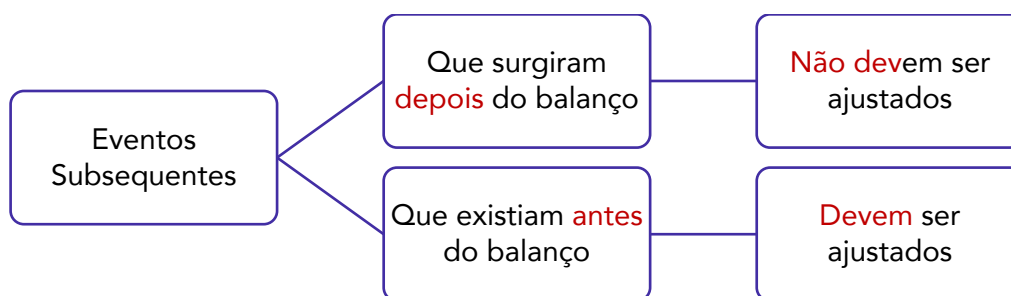 Eventos
Subsequentes
Que surgiram
depois do balanço
Não devem ser
ajustados
Que existiam antes
do balanço
Devem ser
ajustados